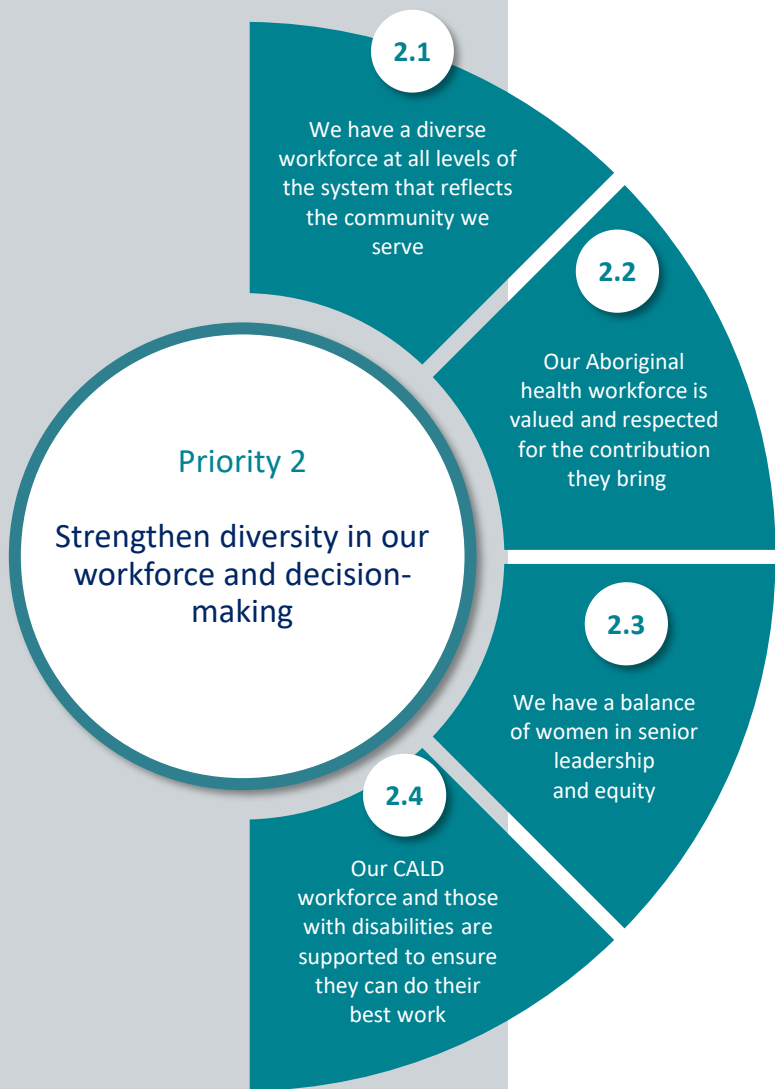 2.1
We have a diverse
workforce at all levels of
the system that reflects
the community we
serve
2.2
Our Aboriginal
health workforce is
valued and respected
for the contribution
they bring
Priority 2
Strengthen diversity in our
workforce and decision-
making
2.3
We have a balance
of women in senior
leadership
and equity
2.4
Our CALD
workforce and those
with disabilities are
supported to ensure
they can do their
best work